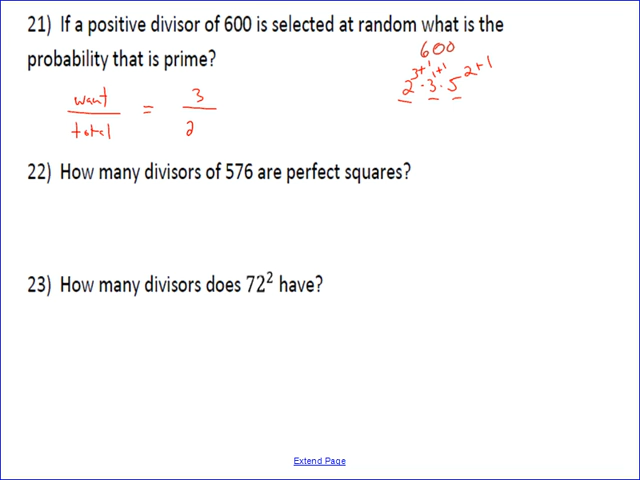 21) If a positive divisor of 600 is selected at random what is the
probability that is prime?
600
2^3+1 · 3^1+1 · 5^2+1
want / total = 3 / 2
22) How many divisors of 576 are perfect squares?
23) How many divisors does 72² have?
Extend Page